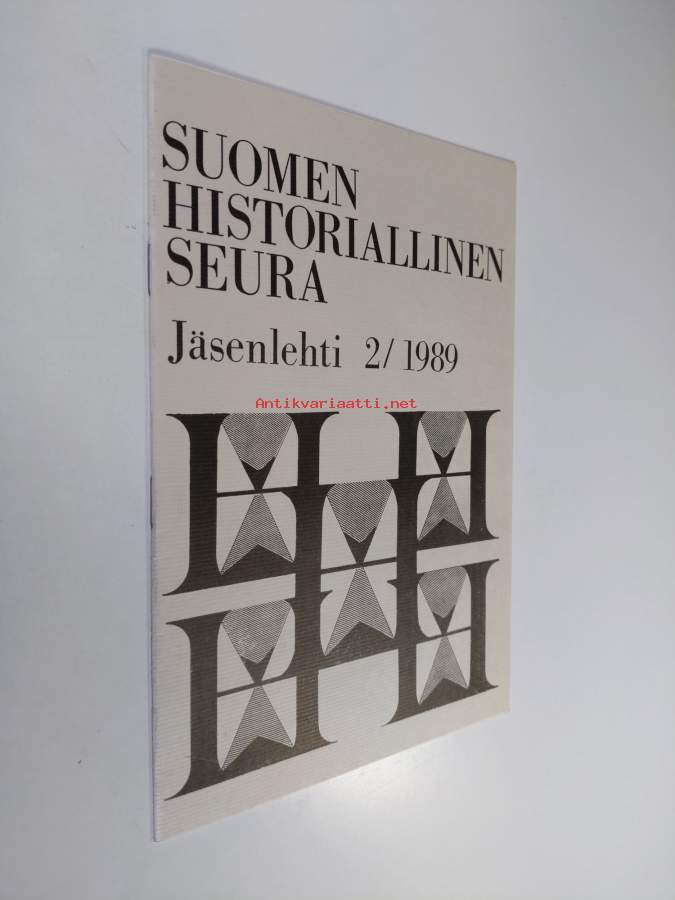 SUOMEN
HISTORIALLINEN
SEURA
Jäsenlehti 2/1989
Antikvariaatti.net